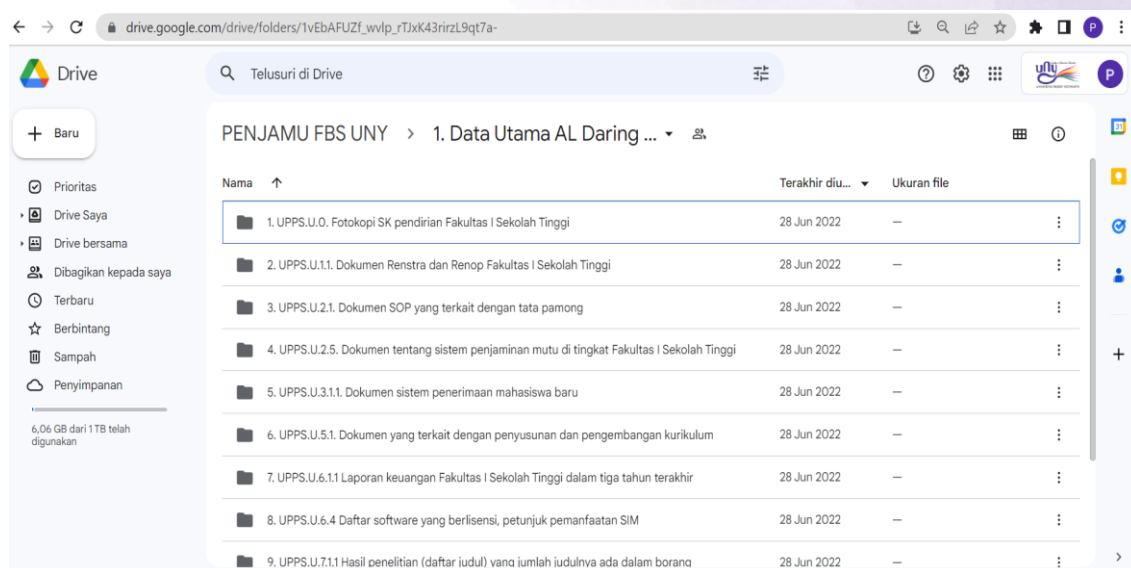 drive.google.com/drive/folders/1vEbAFUZf_wvlp_rTJxK43rirzL9qt7a-
P
Drive
Telusuri di Drive
uny
P
Baru
PENJAMU FBS UNY > 1. Data Utama AL Daring ...
31
Prioritas
Drive Saya
Drive bersama
Dibagikan kepada saya
Terbaru
Berbintang
Sampah
Penyimpanan
6,06 GB dari 1 TB telah
digunakan
Nama Terakhir diu... Ukuran file
1. UPPS.U.0. Fotokopi SK pendirian Fakultas I Sekolah Tinggi 28 Jun 2022 —
2. UPPS.U.1.1. Dokumen Renstra dan Renop Fakultas I Sekolah Tinggi 28 Jun 2022 —
3. UPPS.U.2.1. Dokumen SOP yang terkait dengan tata pamong 28 Jun 2022 —
4. UPPS.U.2.5. Dokumen tentang sistem penjaminan mutu di tingkat Fakultas I Sekolah Tinggi 28 Jun 2022 —
5. UPPS.U.3.1.1. Dokumen sistem penerimaan mahasiswa baru 28 Jun 2022 —
6. UPPS.U.5.1. Dokumen yang terkait dengan penyusunan dan pengembangan kurikulum 28 Jun 2022 —
7. UPPS.U.6.1.1 Laporan keuangan Fakultas I Sekolah Tinggi dalam tiga tahun terakhir 28 Jun 2022 —
8. UPPS.U.6.4 Daftar software yang berlisensi, petunjuk pemanfaatan SIM 28 Jun 2022 —
9. UPPS.U.7.1.1 Hasil penelitian (daftar judul) yang jumlah judulnya ada dalam borang 28 Jun 2022 —